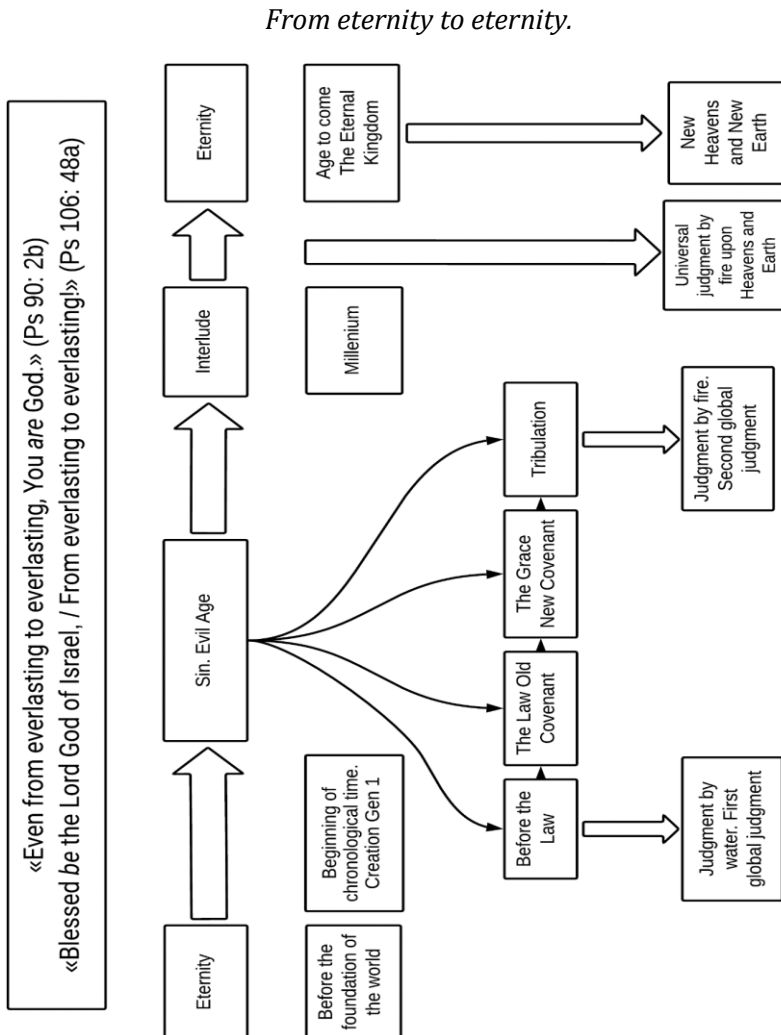 From eternity to eternity.
«Even from everlasting to everlasting, You are God.» (Ps 90: 2b)
«Blessed be the Lord God of Israel, / From everlasting to everlasting!» (Ps 106: 48a)
Eternity
Sin. Evil Age
Interlude
Eternity
Before the
foundation of
the world
Beginning of
chronological time.
Creation Gen 1
Millenium
Age to come
The Eternal
Kingdom
Before the
Law
The Law Old
Covenant
The Grace
New Covenant
Tribulation
Judgment by
water. First
global judgment
Judgment by fire.
Second global
judgment
Universal
judgment by
fire upon
Heavens and
Earth
New
Heavens
and New
Earth